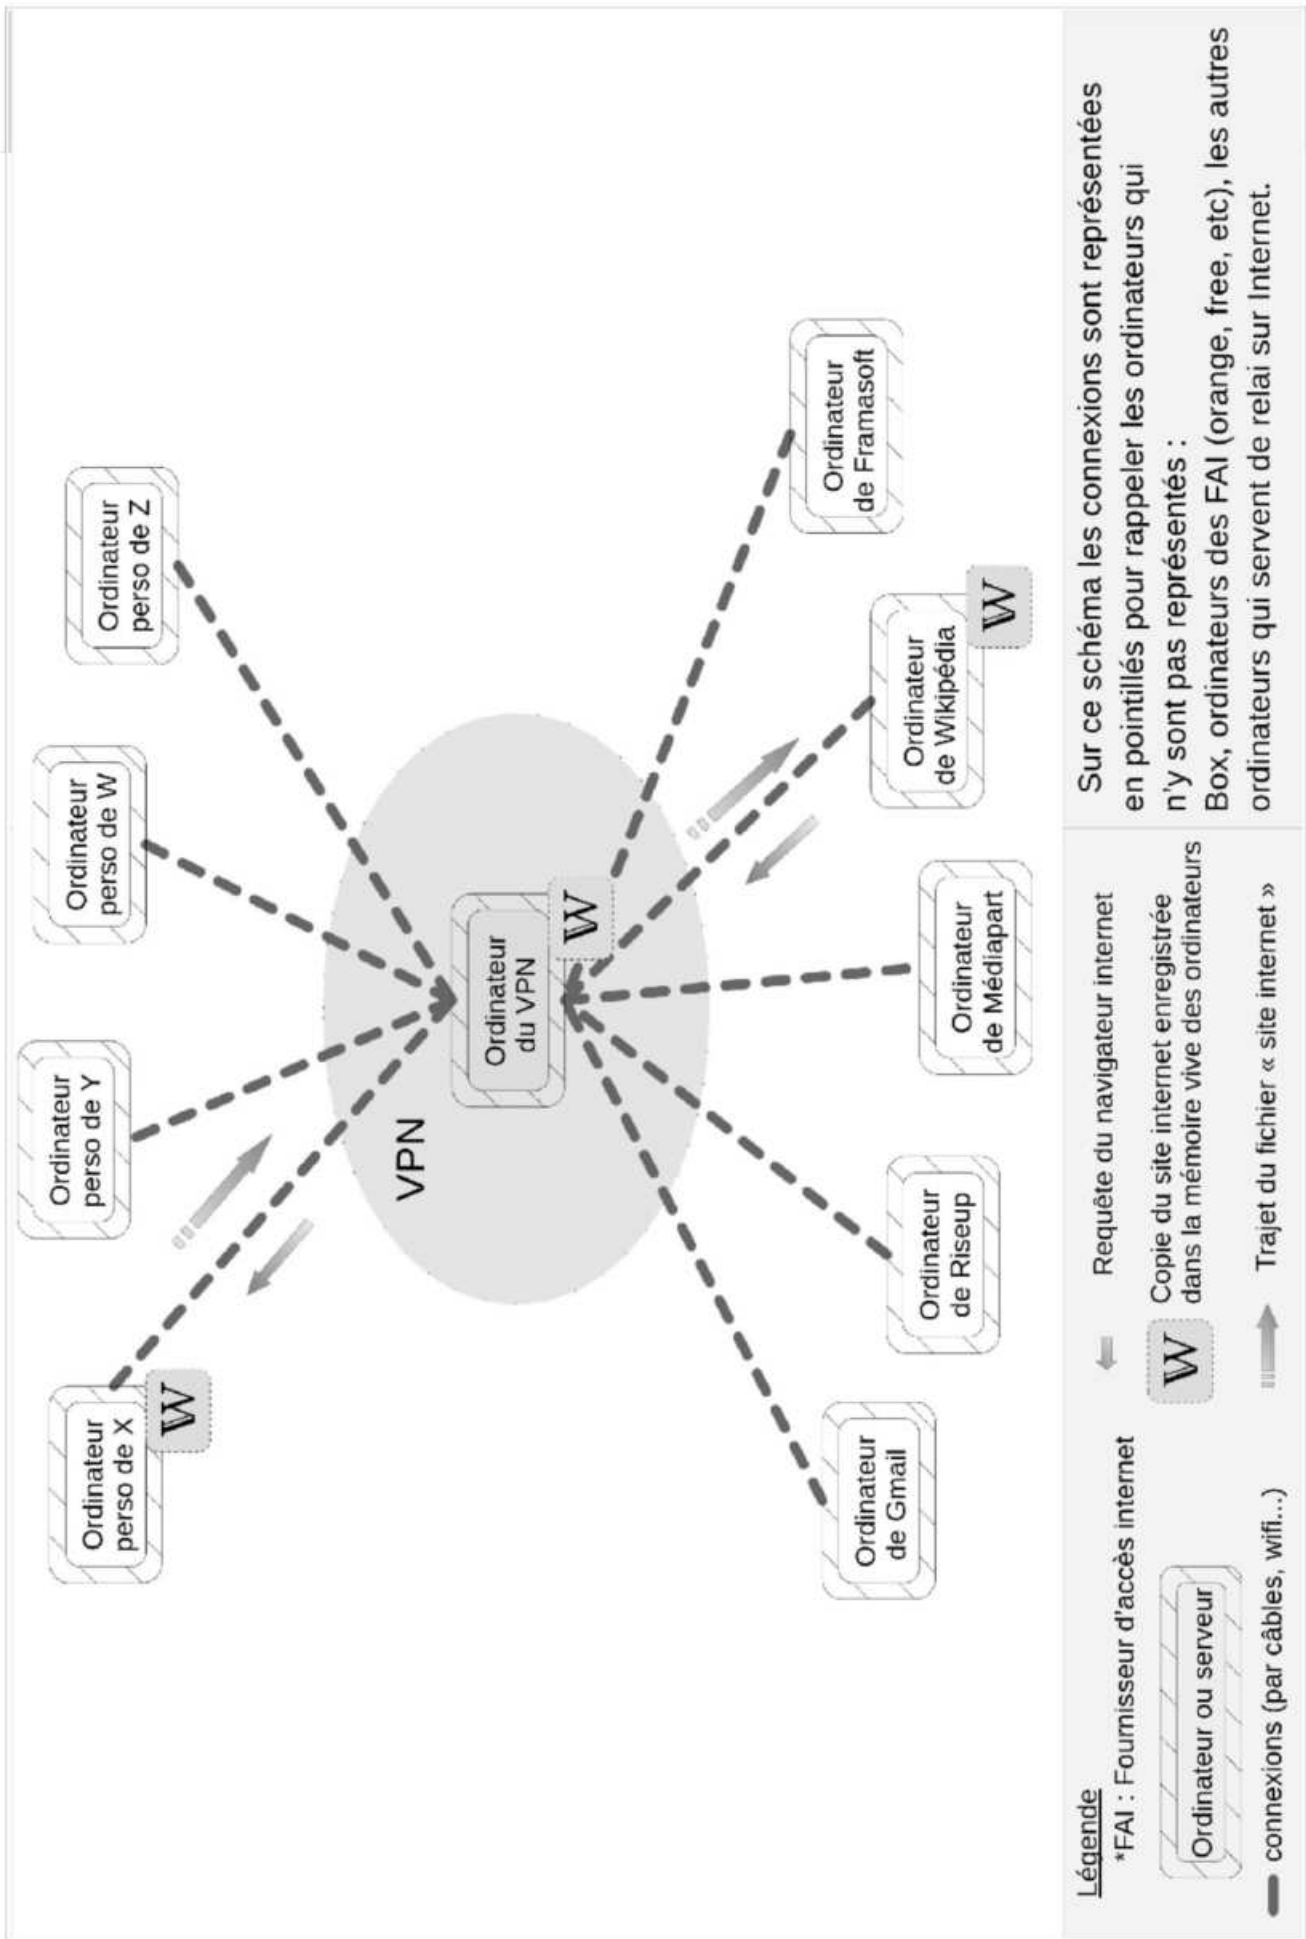 Ordinateur
perso de X
W
Ordinateur
perso de Y
Ordinateur
perso de W
Ordinateur
perso de Z
VPN
Ordinateur
du VPN
W
Ordinateur
de Gmail
Ordinateur
de Riseup
Ordinateur
de Médiapart
Ordinateur
de Wikipédia
W
Ordinateur
de Framasoft
Légende
*FAI : Fournisseur d'accès internet
Ordinateur ou serveur
connexions (par câbles, wifi...)
Requête du navigateur internet
W
Copie du site internet enregistrée
dans la mémoire vive des ordinateurs
Trajet du fichier « site internet »
Sur ce schéma les connexions sont représentées
en pointillés pour rappeler les ordinateurs qui
n'y sont pas représentés :
Box, ordinateurs des FAI (orange, free, etc), les autres
ordinateurs qui servent de relai sur Internet.